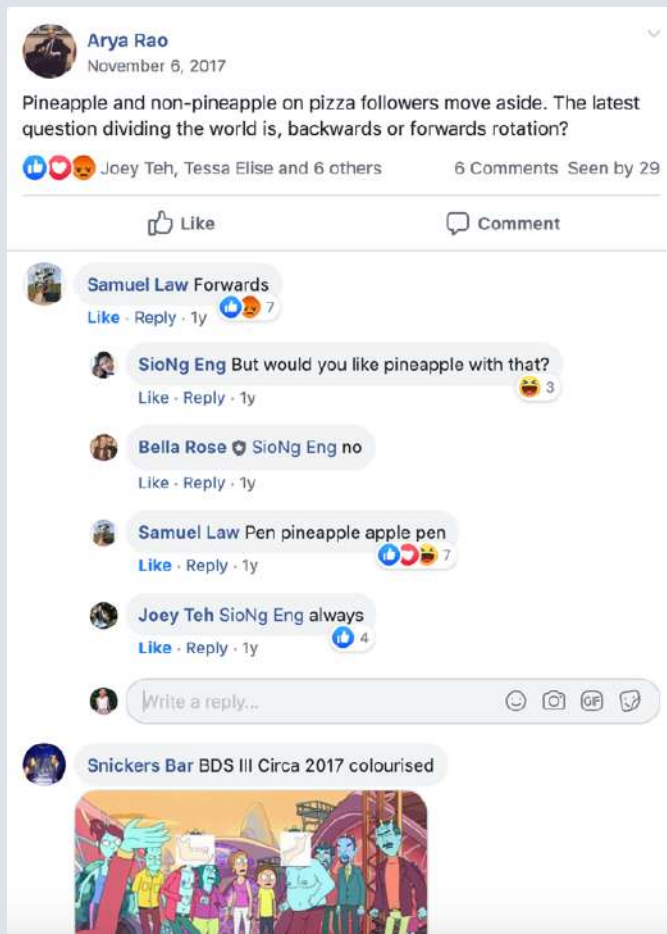 Arya Rao
November 6, 2017
Pineapple and non-pineapple on pizza followers move aside. The latest
question dividing the world is, backwards or forwards rotation?
Joey Teh, Tessa Elise and 6 others 6 Comments Seen by 29
Like Comment
Samuel Law Forwards
7
Like · Reply · 1y
SioNg Eng But would you like pineapple with that?
3
Like · Reply · 1y
Bella Rose SioNg Eng no
Like · Reply · 1y
Samuel Law Pen pineapple apple pen
7
Like · Reply · 1y
Joey Teh SioNg Eng always
4
Like · Reply · 1y
Write a reply...
GIF
Snickers Bar BDS III Circa 2017 colourised